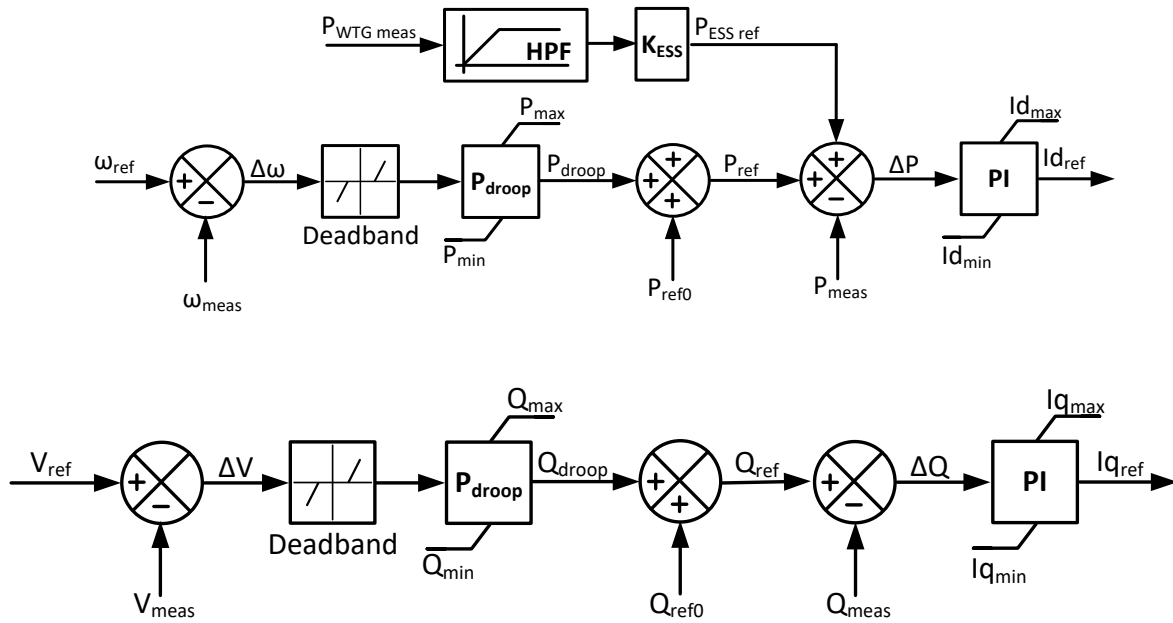 P_WTG meas
HPF
K_ESS
P_ESS ref
ω_ref
+
−
Δω
ω_meas
Deadband
P_max
P_droop
P_min
P_droop
+
+
+
P_ref
P_ref0
+
+
−
ΔP
P_meas
Id_max
PI
Id_min
Id_ref
V_ref
+
−
ΔV
V_meas
Deadband
Q_max
P_droop
Q_min
Q_droop
+
+
Q_ref
Q_ref0
+
−
ΔQ
Q_meas
Iq_max
PI
Iq_min
Iq_ref